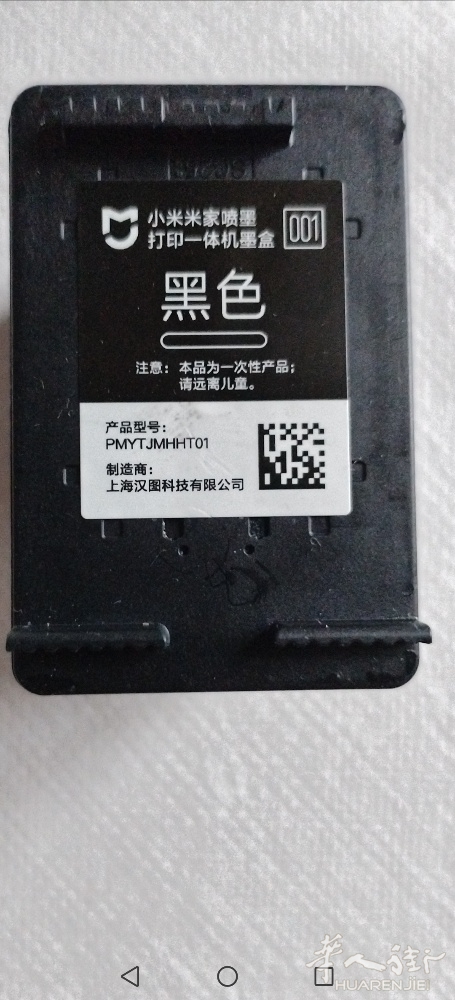 小米米家喷墨
打印一体机墨盒
001
黑色
注意：本品为一次性产品；
请远离儿童。
产品型号：
PMYTJMHHT01
制造商：
上海汉图科技有限公司
华人街
HUARENJIE